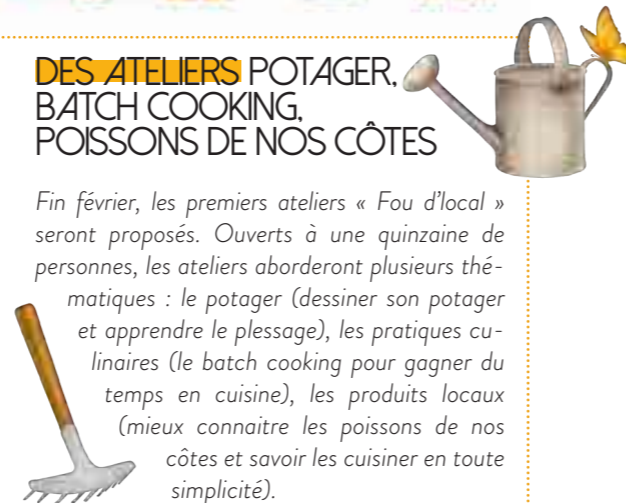 DES ATELIERS POTAGER,
BATCH COOKING,
POISSONS DE NOS CÔTES
Fin février, les premiers ateliers « Fou d'local »
seront proposés. Ouverts à une quinzaine de
personnes, les ateliers aborderont plusieurs thé-
matiques : le potager (dessiner son potager
et apprendre le plessage), les pratiques cu-
linaires (le batch cooking pour gagner du
temps en cuisine), les produits locaux
(mieux connaitre les poissons de nos
côtes et savoir les cuisiner en toute
simplicité).